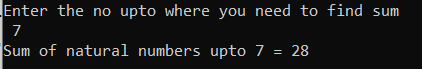 Enter the no upto where you need to find sum
7
Sum of natural numbers upto 7 = 28